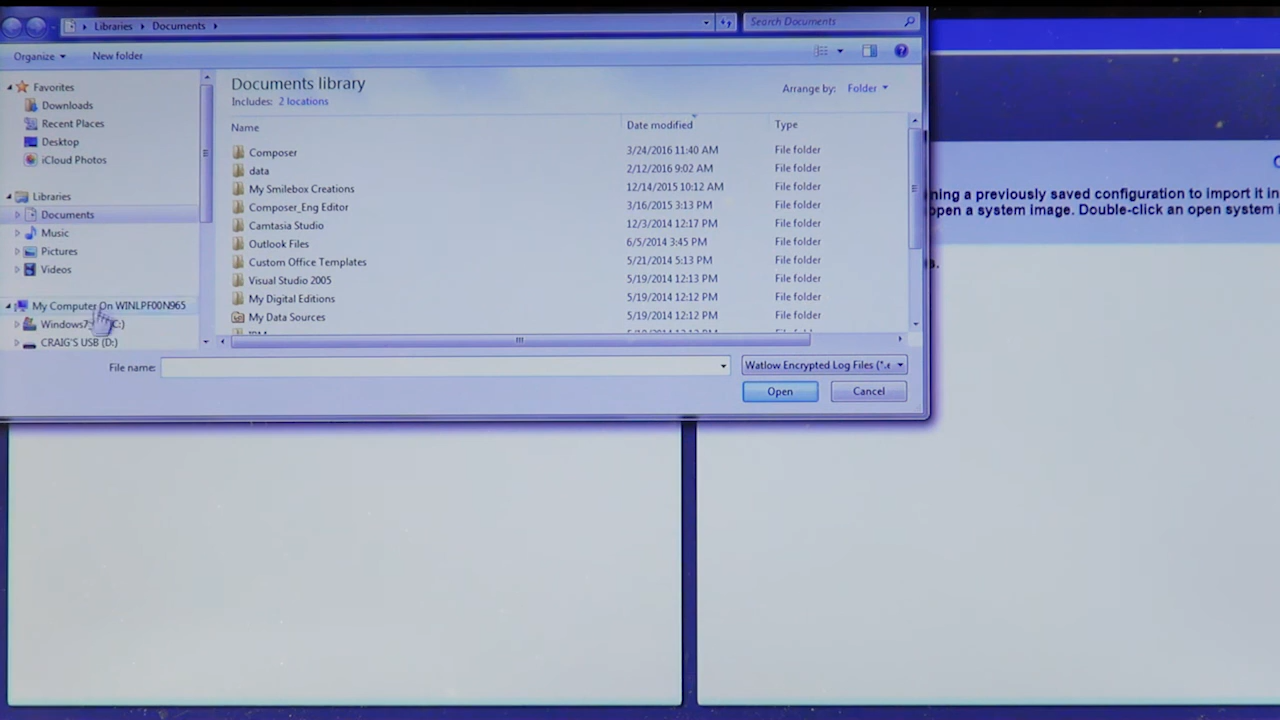 Libraries Documents
Search Documents
Organize New folder
Favorites
Downloads
Recent Places
Desktop
iCloud Photos
Libraries
Documents
Music
Pictures
Videos
My Computer On WINLPF00N965
CRAIG'S USB (D:)
Documents library
Includes: 2 locations
Arrange by: Folder
Name Date modified Type
Composer 3/24/2016 11:40 AM File folder
data 2/12/2016 9:02 AM File folder
My Smilebox Creations 12/14/2015 10:12 AM File folder
Composer_Eng Editor 3/16/2015 3:13 PM File folder
Camtasia Studio 12/3/2014 12:17 PM File folder
Outlook Files 6/5/2014 3:45 PM File folder
Custom Office Templates 5/21/2014 5:13 PM File folder
Visual Studio 2005 5/19/2014 12:13 PM File folder
My Digital Editions 5/19/2014 12:12 PM File folder
My Data Sources 5/19/2014 12:12 PM File folder
File name:
Watlow Encrypted Log Files (*.
Open Cancel
ning a previously saved configuration to import it in
open a system image. Double-click an open system
s.